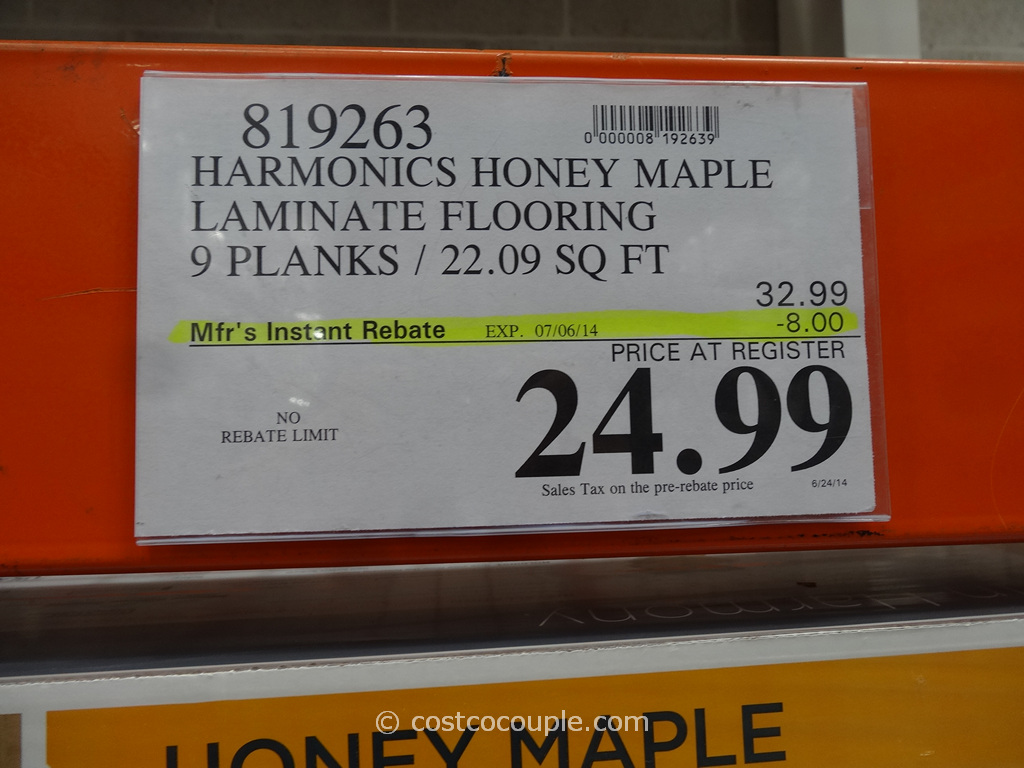 819263
0 000008 192639
HARMONICS HONEY MAPLE
LAMINATE FLOORING
9 PLANKS / 22.09 SQ FT
32.99
Mfr's Instant Rebate EXP. 07/06/14 -8.00
PRICE AT REGISTER
24.99
NO
REBATE LIMIT
Sales Tax on the pre-rebate price 6/24/14
Harmony
© costcocouple.com
HONEY MAPLE